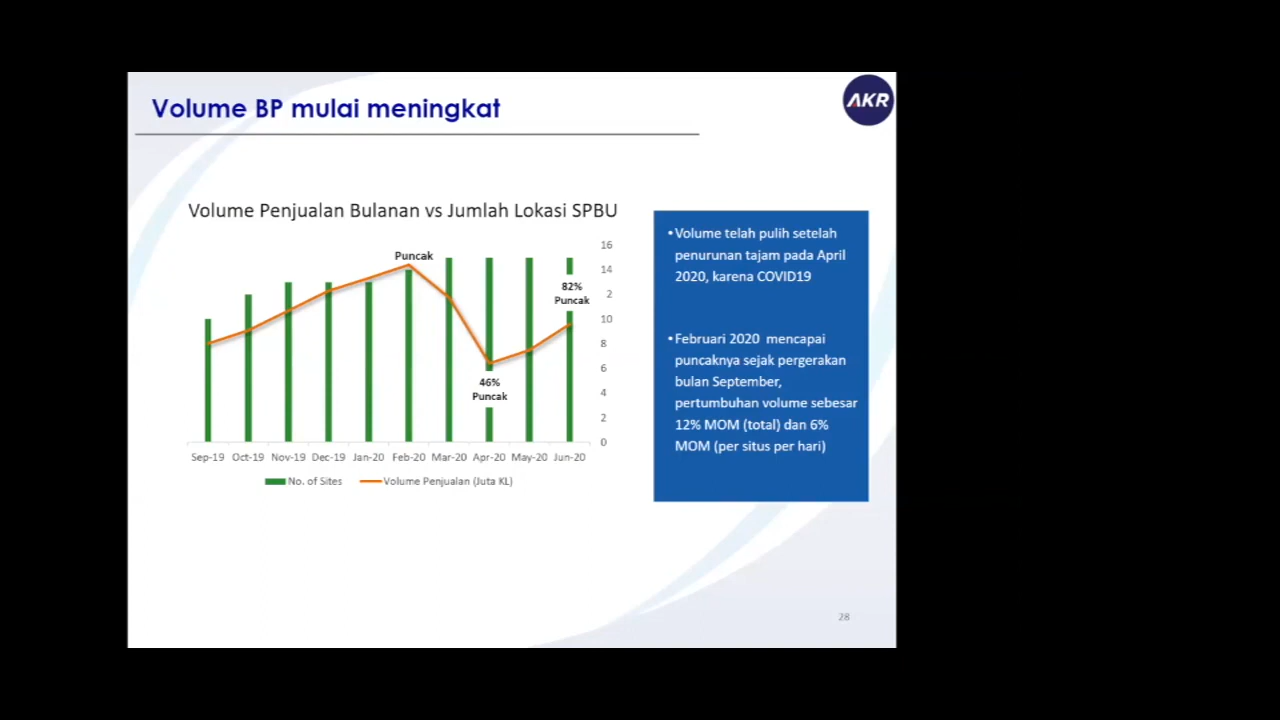 Volume BP mulai meningkat
AKR
Volume Penjualan Bulanan vs Jumlah Lokasi SPBU
16
14
2
10
8
6
4
2
0
Puncak
82%
Puncak
46%
Puncak
Sep-19 Oct-19 Nov-19 Dec-19 Jan-20 Feb-20 Mar-20 Apr-20 May-20 Jun-20
No. of Sites Volume Penjualan (Juta KL)
•Volume telah pulih setelah
penurunan tajam pada April
2020, karena COVID19
•Februari 2020 mencapai
puncaknya sejak pergerakan
bulan September,
pertumbuhan volume sebesar
12% MOM (total) dan 6%
MOM (per situs per hari)
28